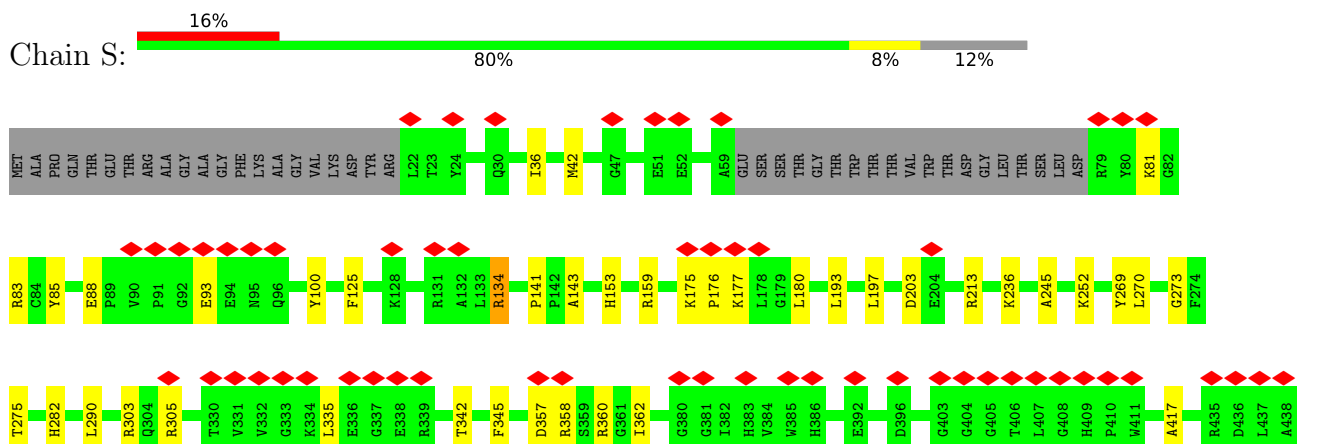 16%
Chain S:
80% 8% 12%
MET ALA PRO GLN THR GLU THR ARG ALA GLY ALA GLY PHE LYS ALA GLY VAL LYS ASP TYR ARG L22 T23 Y24 Q30 I36 M42 G47 E51 E52 A59 GLU SER SER THR GLY THR TRP THR THR VAL TRP THR ASP GLY LEU THR SER LEU ASP R79 Y80 K81 G82
R83 C84 Y85 E88 P89 V90 P91 G92 E93 E94 N95 Q96 Y100 F125 K128 R131 A132 L133 R134 P141 P142 A143 H153 R159 K175 P176 K177 L178 G179 L180 L193 L197 D203 E204 R213 K236 A245 K252 Y269 L270 G273 F274
T275 H282 L290 R303 Q304 R305 T330 V331 V332 G333 K334 L335 E336 G337 E338 R339 T342 F345 D357 R358 S359 R360 G361 I362 G380 G381 I382 H383 V384 W385 H386 E392 D396 G403 G404 G405 T406 L407 G408 H409 P410 W411 A417 R435 D436 L437 A438